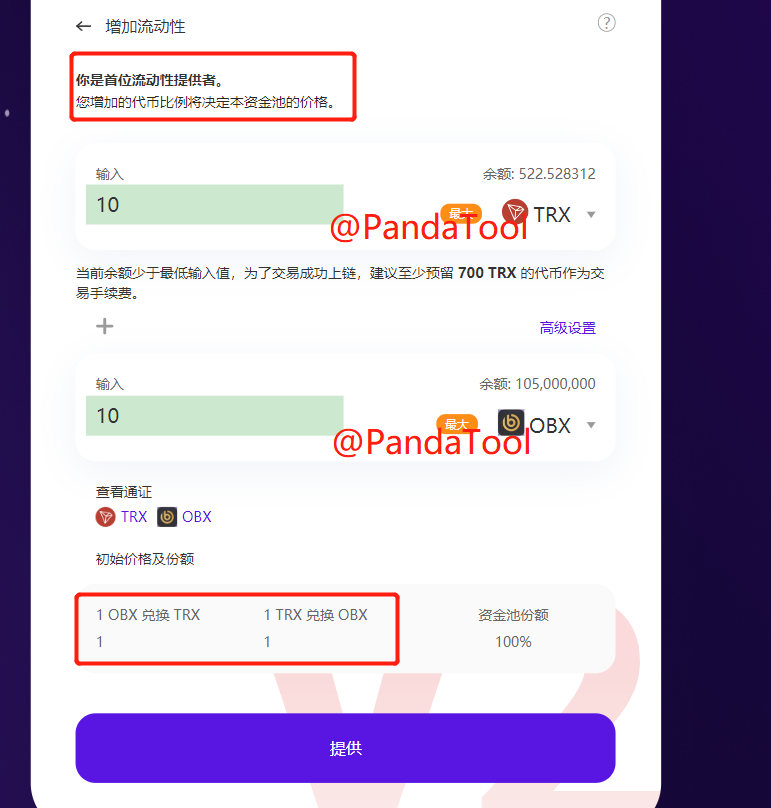 增加流动性
你是首位流动性提供者。
您增加的代币比例将决定本资金池的价格。
输入
余额: 522.528312
10
最大
TRX
@PandaTool
当前余额少于最低输入值，为了交易成功上链，建议至少预留 700 TRX 的代币作为交
易手续费。
高级设置
输入
余额: 105,000,000
10
最大
OBX
@PandaTool
查看通证
TRX OBX
初始价格及份额
1 OBX 兑换 TRX 1 TRX 兑换 OBX 资金池份额
1 1 100%
提供
V2